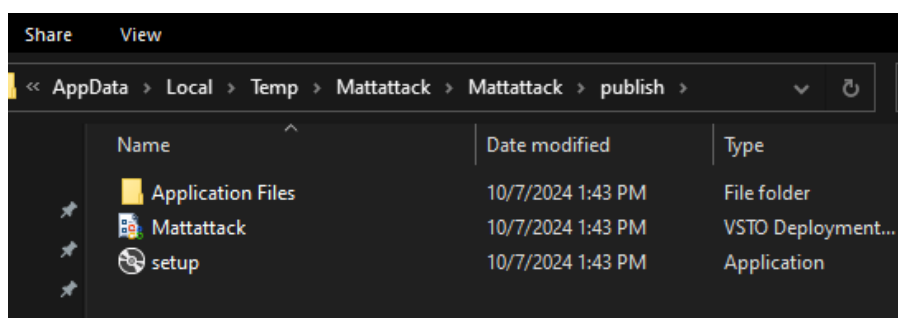 Share View
« AppData > Local > Temp > Mattattack > Mattattack > publish >
Name Date modified Type
Application Files 10/7/2024 1:43 PM File folder
Mattattack 10/7/2024 1:43 PM VSTO Deployment...
setup 10/7/2024 1:43 PM Application